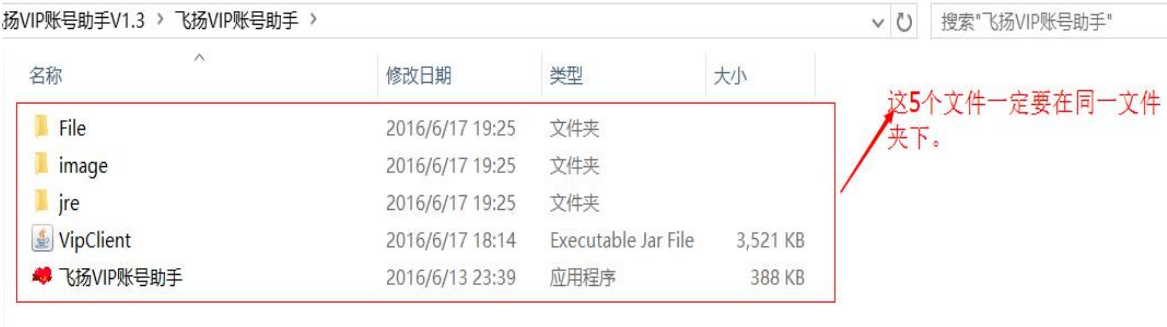 扬VIP账号助手V1.3 > 飞扬VIP账号助手 >
搜索"飞扬VIP账号助手"
名称 修改日期 类型 大小
File 2016/6/17 19:25 文件夹
image 2016/6/17 19:25 文件夹
jre 2016/6/17 19:25 文件夹
VipClient 2016/6/17 18:14 Executable Jar File 3,521 KB
飞扬VIP账号助手 2016/6/13 23:39 应用程序 388 KB
这5个文件一定要在同一文件
夹下。